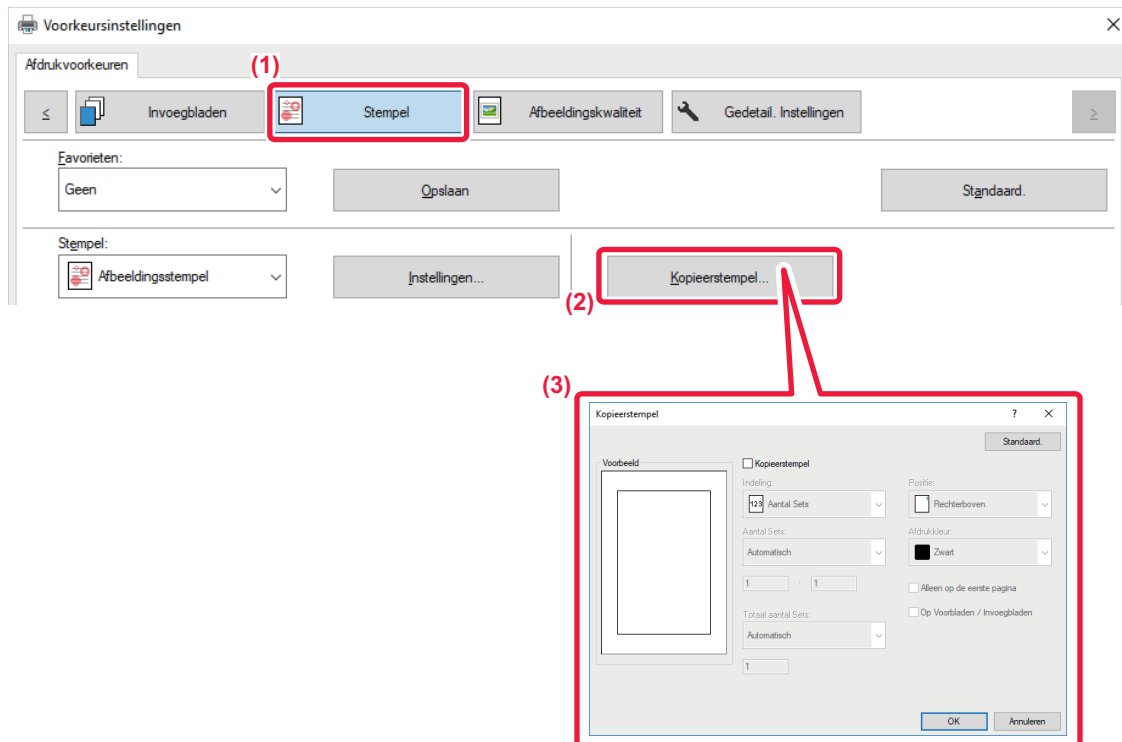 Voorkeursinstellingen
Afdrukvoorkeuren
(1)
≤ Invoegbladen Stempel Afbeeldingskwaliteit Gedetail. Instellingen ≥
Favorieten:
Geen Opslaan Standaard.
Stempel:
Afbeeldingsstempel Instellingen... Kopieerstempel...
(2)
(3)
Kopieerstempel ?
Standaard.
Voorbeeld Kopieerstempel
Indeling: Positie:
123 Aantal Sets 1 Rechterboven
Aantal Sets: Afdrukkleur:
Automatisch Zwart
1 - 1 Alleen op de eerste pagina
Op Voorbladen / Invoegbladen
Totaal aantal Sets:
Automatisch
1
OK Annuleren